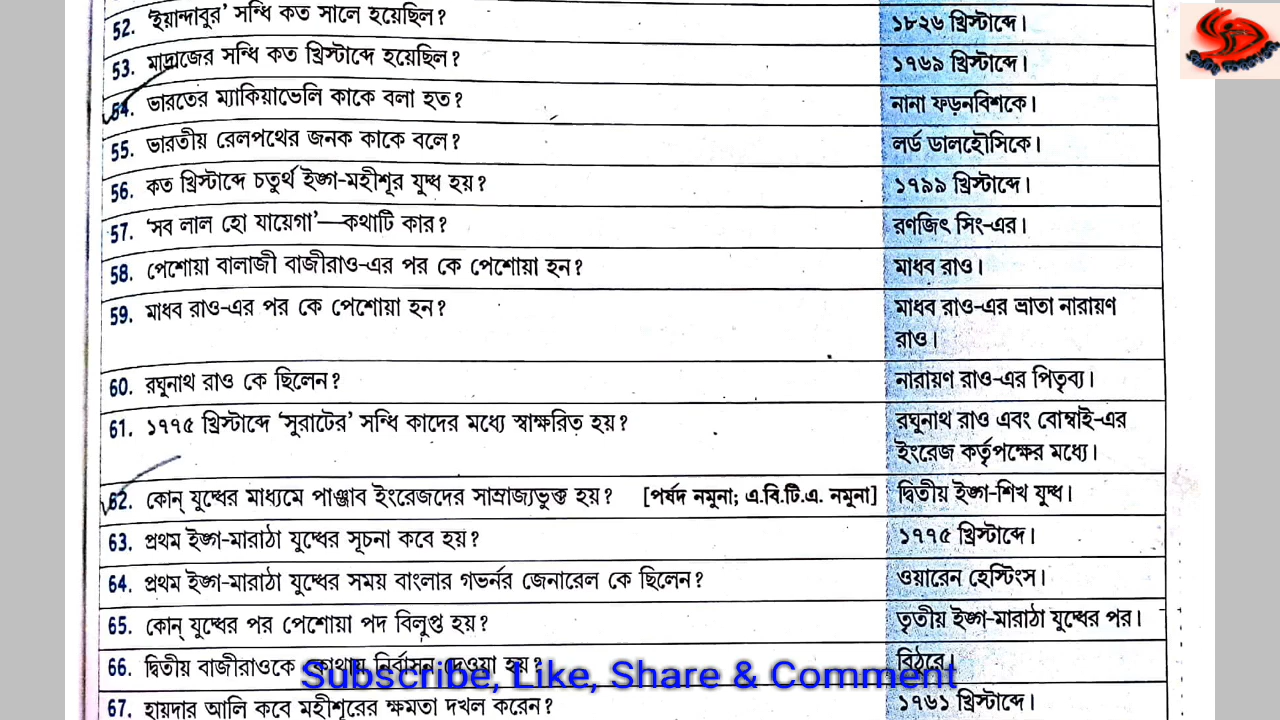 52. 'ইয়ান্দাবুর' সন্ধি কত সালে হয়েছিল? ১৮২৬ খ্রিস্টাব্দে।
53. মাদ্রাজের সন্ধি কত খ্রিস্টাব্দে হয়েছিল? ১৭৬৯ খ্রিস্টাব্দে।
54. ভারতের ম্যাকিয়াভেলি কাকে বলা হত? নানা ফড়নবিশকে।
55. ভারতীয় রেলপথের জনক কাকে বলে? লর্ড ডালহৌসিকে।
56. কত খ্রিস্টাব্দে চতুর্থ ইঙ্গ-মহীশূর যুদ্ধ হয়? ১৭৯৯ খ্রিস্টাব্দে।
57. 'সব লাল হো যায়েগা'—কথাটি কার? রণজিৎ সিং-এর।
58. পেশোয়া বালাজী বাজীরাও-এর পর কে পেশোয়া হন? মাধব রাও।
59. মাধব রাও-এর পর কে পেশোয়া হন? মাধব রাও-এর ভ্রাতা নারায়ণ
রাও।
60. রঘুনাথ রাও কে ছিলেন? নারায়ণ রাও-এর পিতৃব্য।
61. ১৭৭৫ খ্রিস্টাব্দে 'সুরাটের' সন্ধি কাদের মধ্যে স্বাক্ষরিত হয়? রঘুনাথ রাও এবং বোম্বাই-এর
ইংরেজ কর্তৃপক্ষের মধ্যে।
62. কোন্ যুদ্ধের মাধ্যমে পাঞ্জাব ইংরেজদের সাম্রাজ্যভুক্ত হয়? [পর্ষদ নমুনা; এ.বি.টি.এ. নমুনা] দ্বিতীয় ইঙ্গ-শিখ যুদ্ধ।
63. প্রথম ইঙ্গ-মারাঠা যুদ্ধের সূচনা কবে হয়? ১৭৭৫ খ্রিস্টাব্দে।
64. প্রথম ইঙ্গ-মারাঠা যুদ্ধের সময় বাংলার গভর্নর জেনারেল কে ছিলেন? ওয়ারেন হেস্টিংস।
65. কোন্ যুদ্ধের পর পেশোয়া পদ বিলুপ্ত হয়? তৃতীয় ইঙ্গ-মারাঠা যুদ্ধের পর।
66. দ্বিতীয় বাজীরাওকে কোথায় নির্বাসন দেওয়া হয়? বিঠুরে।
Subscribe, Like, Share & Comment
67. হায়দার আলি কবে মহীশূরের ক্ষমতা দখল করেন? ১৭৬১ খ্রিস্টাব্দে।